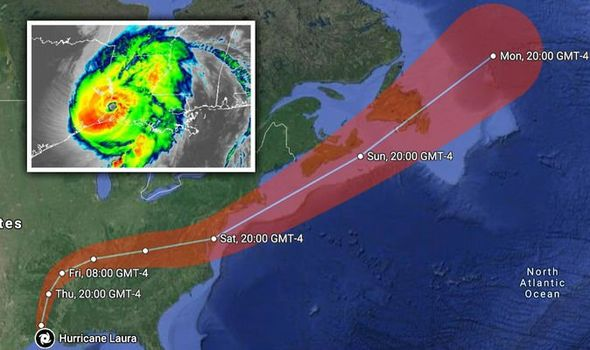 Mon, 20:00 GMT-4
Sun, 20:00 GMT-4
tes
Sat, 20:00 GMT-4
Fri, 08:00 GMT-4
North
Atlantic
Ocean
Thu, 20:00 GMT-4
Hurricane Laura